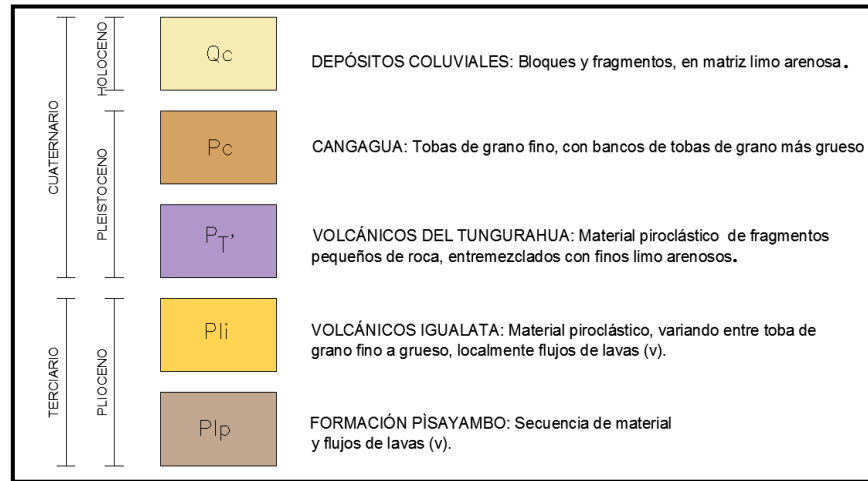 CUATERNARIO
HOLOCENO
Qc
DEPÓSITOS COLUVIALES: Bloques y fragmentos, en matriz limo arenosa.
PLEISTOCENO
Pc
CANGAGUA: Tobas de grano fino, con bancos de tobas de grano más grueso
PT'
VOLCÁNICOS DEL TUNGURAHUA: Material piroclástico de fragmentos
pequeños de roca, entremezclados con finos limo arenosos.
TERCIARIO
PLIOCENO
Pli
VOLCÁNICOS IGUALATA: Material piroclástico, variando entre toba de
grano fino a grueso, localmente flujos de lavas (v).
Plp
FORMACIÓN PÌSAYAMBO: Secuencia de material
y flujos de lavas (v).